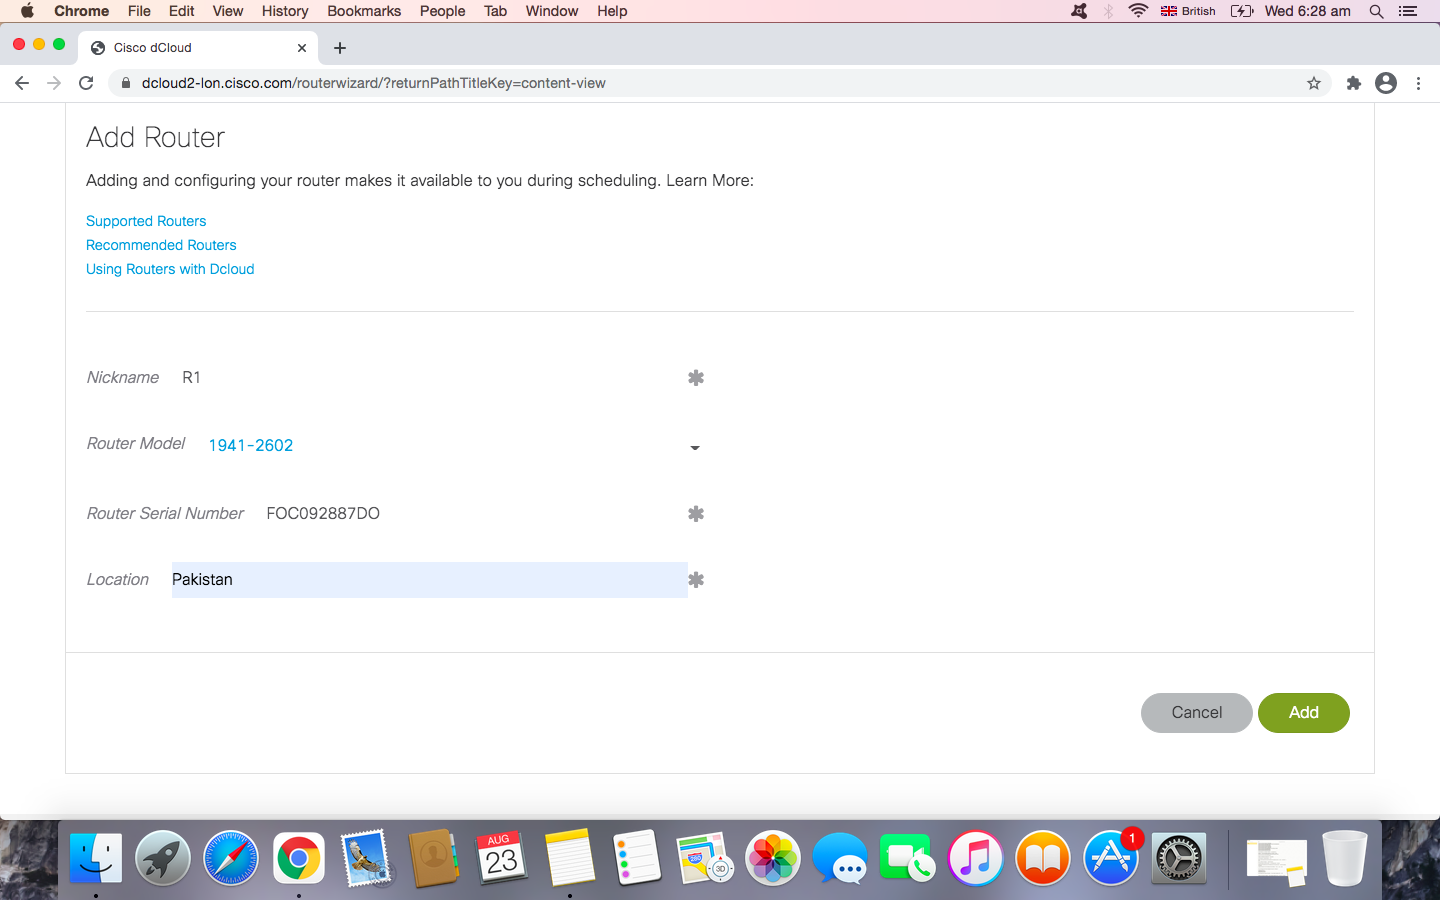 Chrome File Edit View History Bookmarks People Tab Window Help British Wed 6:28 am
Cisco dCloud
dcloud2-lon.cisco.com/routerwizard/?returnPathTitleKey=content-view
Add Router
Adding and configuring your router makes it available to you during scheduling. Learn More:
Supported Routers
Recommended Routers
Using Routers with Dcloud
Nickname R1
Router Model 1941-2602
Router Serial Number FOC092887DO
Location Pakistan
Cancel Add
AUG
23
280
3D
1